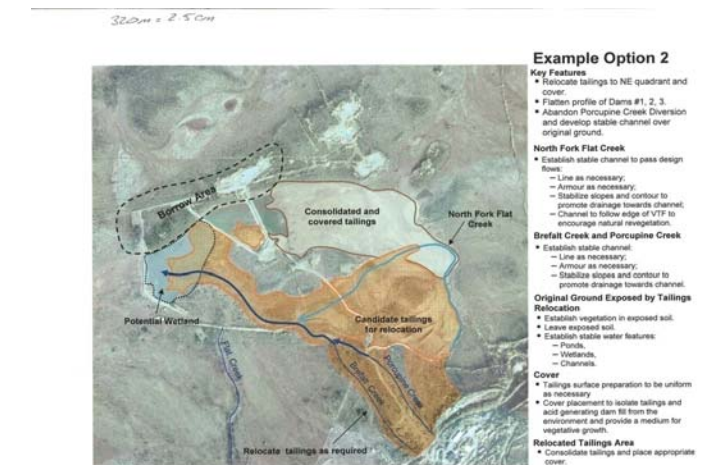 320m = 2.5cm
Example Option 2
Key Features
• Relocate tailings to NE quadrant and
cover.
• Flatten profile of Dams #1, 2, 3.
• Abandon Porcupine Creek Diversion
and develop stable channel over
original ground.
North Fork Flat Creek
• Establish stable channel to pass design
flows:
– Line as necessary;
– Armour as necessary;
– Stabilize slopes and contour to
promote drainage towards channel;
– Channel to follow edge of VTF to
encourage natural revegetation.
Brefalt Creek and Porcupine Creek
• Establish stable channel:
– Line as necessary;
– Armour as necessary;
– Stabilize slopes and contour to
promote drainage towards channel.
Original Ground Exposed by Tailings
Relocation
• Establish vegetation in exposed soil.
• Leave exposed soil.
• Establish stable water features:
– Ponds,
– Wetlands,
– Channels.
Cover
• Tailings surface preparation to be uniform
as necessary
• Cover placement to isolate tailings and
acid generating dam fill from the
environment and provide a medium for
vegetative growth.
Relocated Tailings Area
• Consolidate tailings and place appropriate
cover.
Borrow Area
Consolidated and
covered tailings
North Fork Flat
Creek
Potential Wetland
Candidate tailings
for relocation
Flat Creek
Brefalt Creek
Porcupine Creek
Relocate tailings as required